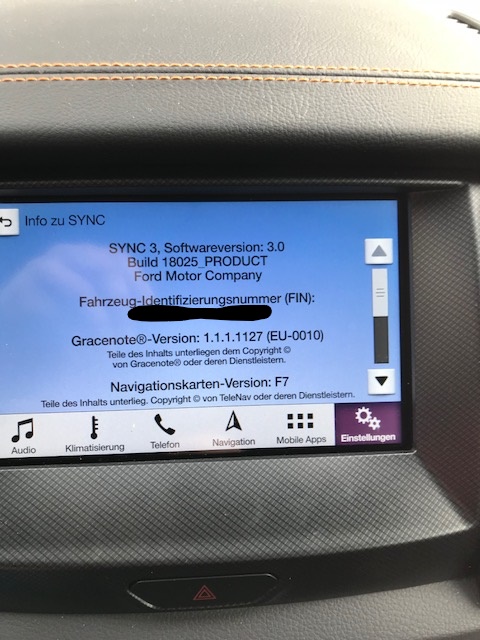 Info zu SYNC
SYNC 3, Softwareversion: 3.0
Build 18025_PRODUCT
Ford Motor Company
Fahrzeug-Identifizierungsnummer (FIN):
Gracenote®-Version: 1.1.1.1127 (EU-0010)
Teile des Inhalts unterliegen dem Copyright ©
von Gracenote® oder deren Dienstleistern.
Navigationskarten-Version: F7
Teile des Inhalts unterlieg. Copyright © von TeleNav oder deren Dienstleistern.
Audio
Klimatisierung
Telefon
Navigation
Mobile Apps
Einstellungen